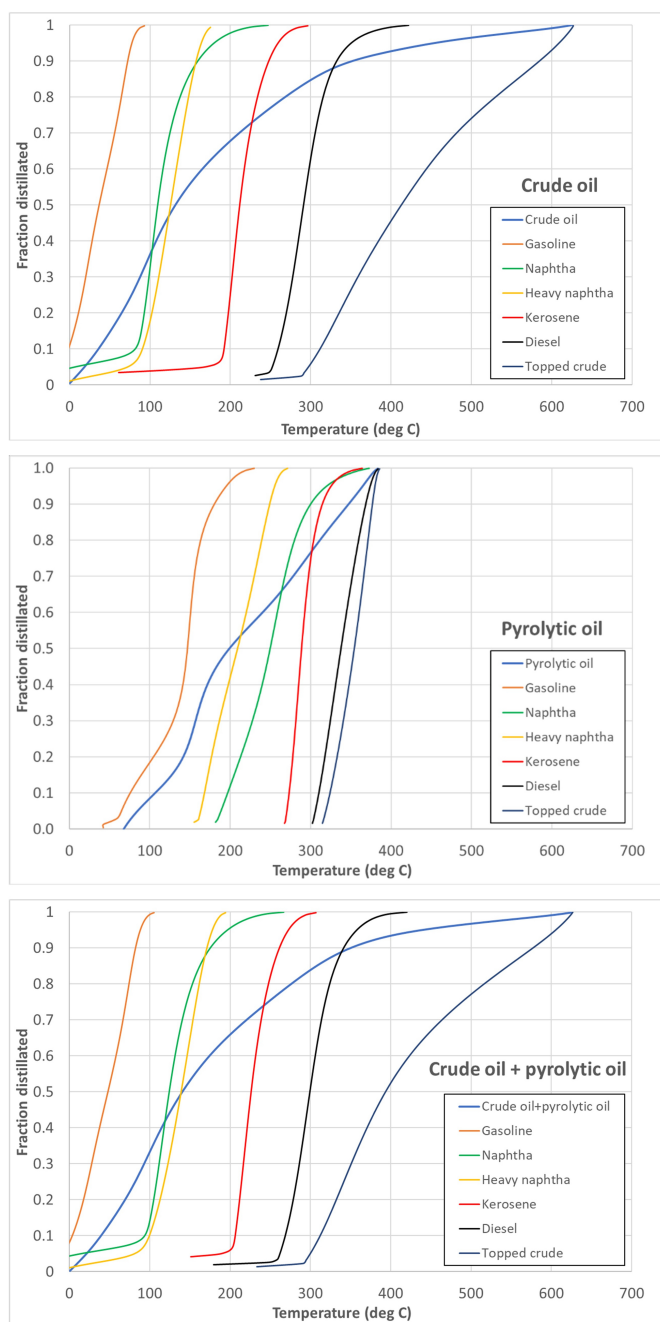 1
0.9
0.8
0.7
0.6
0.5
0.4
0.3
0.2
0.1
0
Fraction distillated
Crude oil
Crude oil
Gasoline
Naphtha
Heavy naphtha
Kerosene
Diesel
Topped crude
0 100 200 300 400 500 600 700
Temperature (deg C)
1.0
0.9
0.8
0.7
0.6
0.5
0.4
0.3
0.2
0.1
0.0
Fraction distillated
Pyrolytic oil
Pyrolytic oil
Gasoline
Naphtha
Heavy naphtha
Kerosene
Diesel
Topped crude
0 100 200 300 400 500 600 700
Temperature (deg C)
1
0.9
0.8
0.7
0.6
0.5
0.4
0.3
0.2
0.1
0
Fraction distillated
Crude oil + pyrolytic oil
Crude oil+pyrolytic oil
Gasoline
Naphtha
Heavy naphtha
Kerosene
Diesel
Topped crude
0 100 200 300 400 500 600 700
Temperature (deg C)